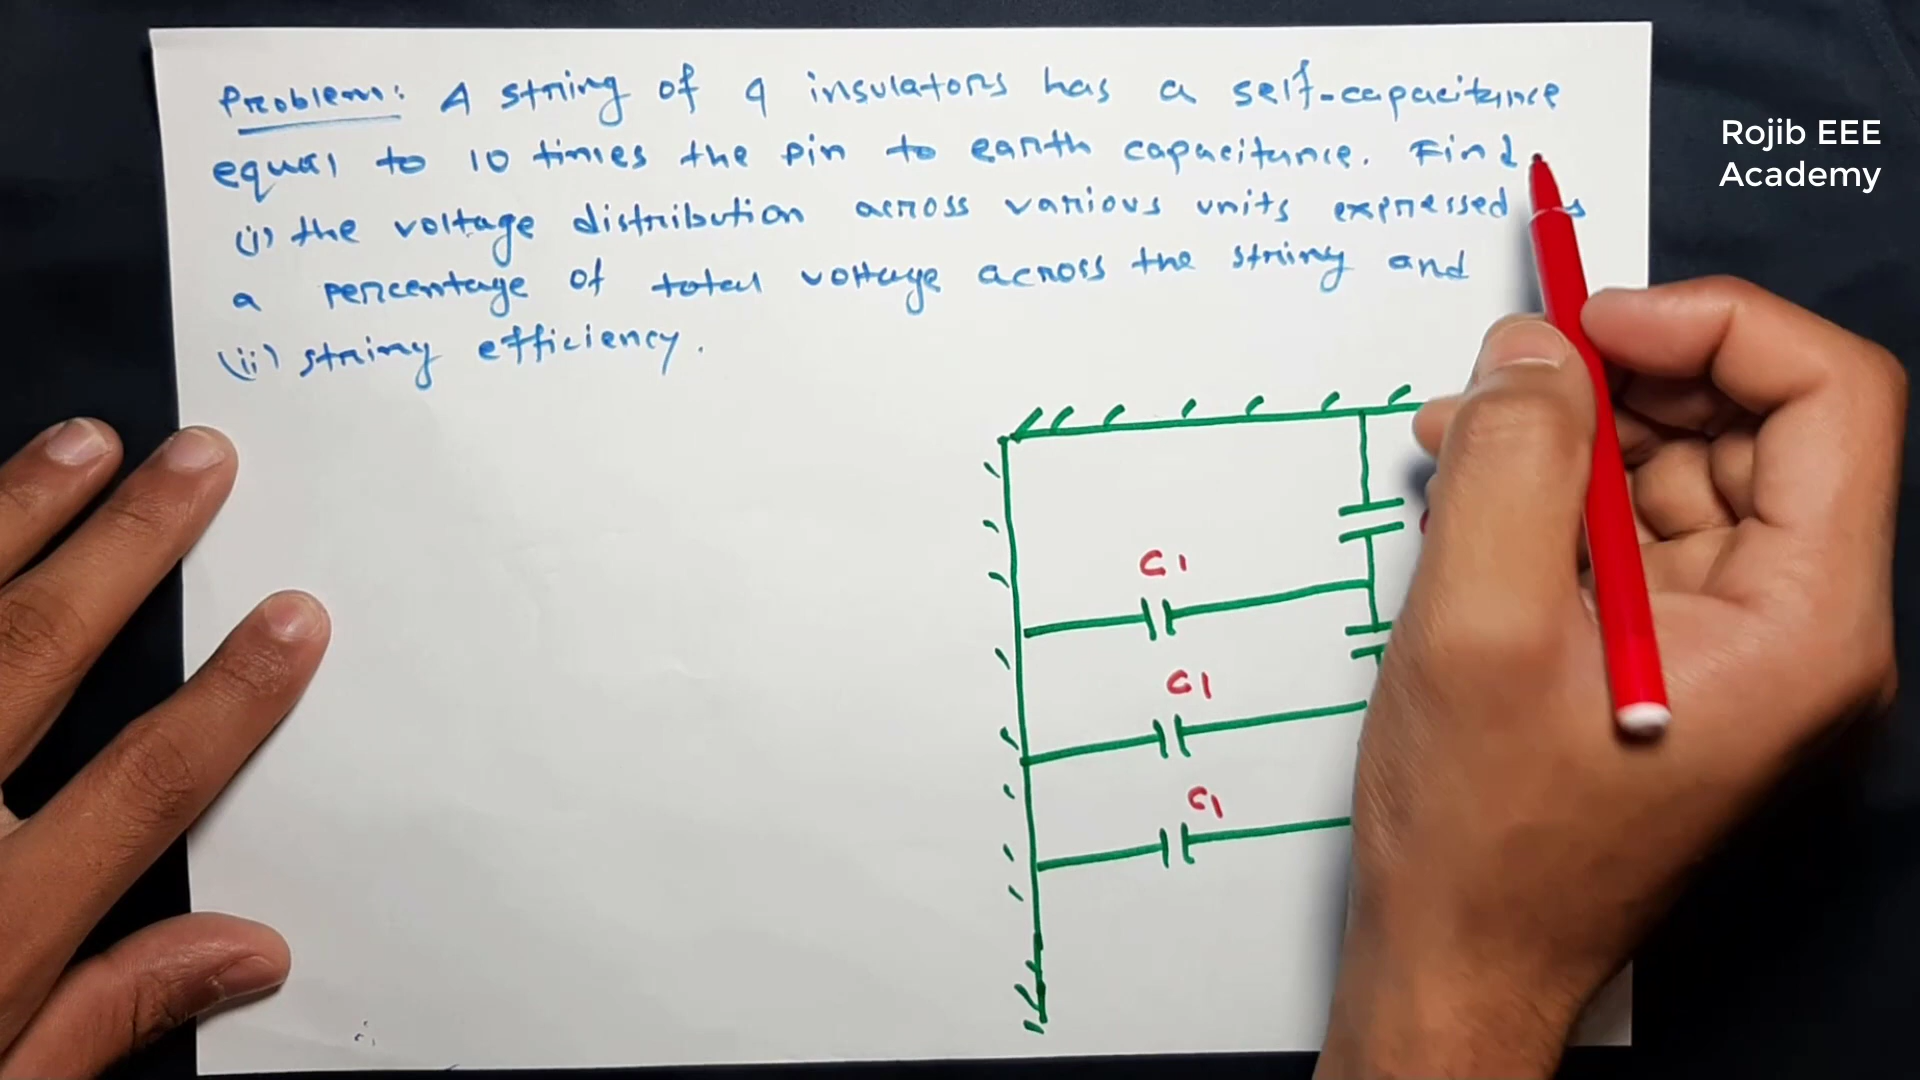 Problem: A string of 4 insulators has a self-capacitance
equal to 10 times the pin to earth capacitance. Find
(i) the voltage distribution across various units expressed
a percentage of total voltage across the string and
(ii) string efficiency.
Rojib EEE
Academy
C1
C1
C1